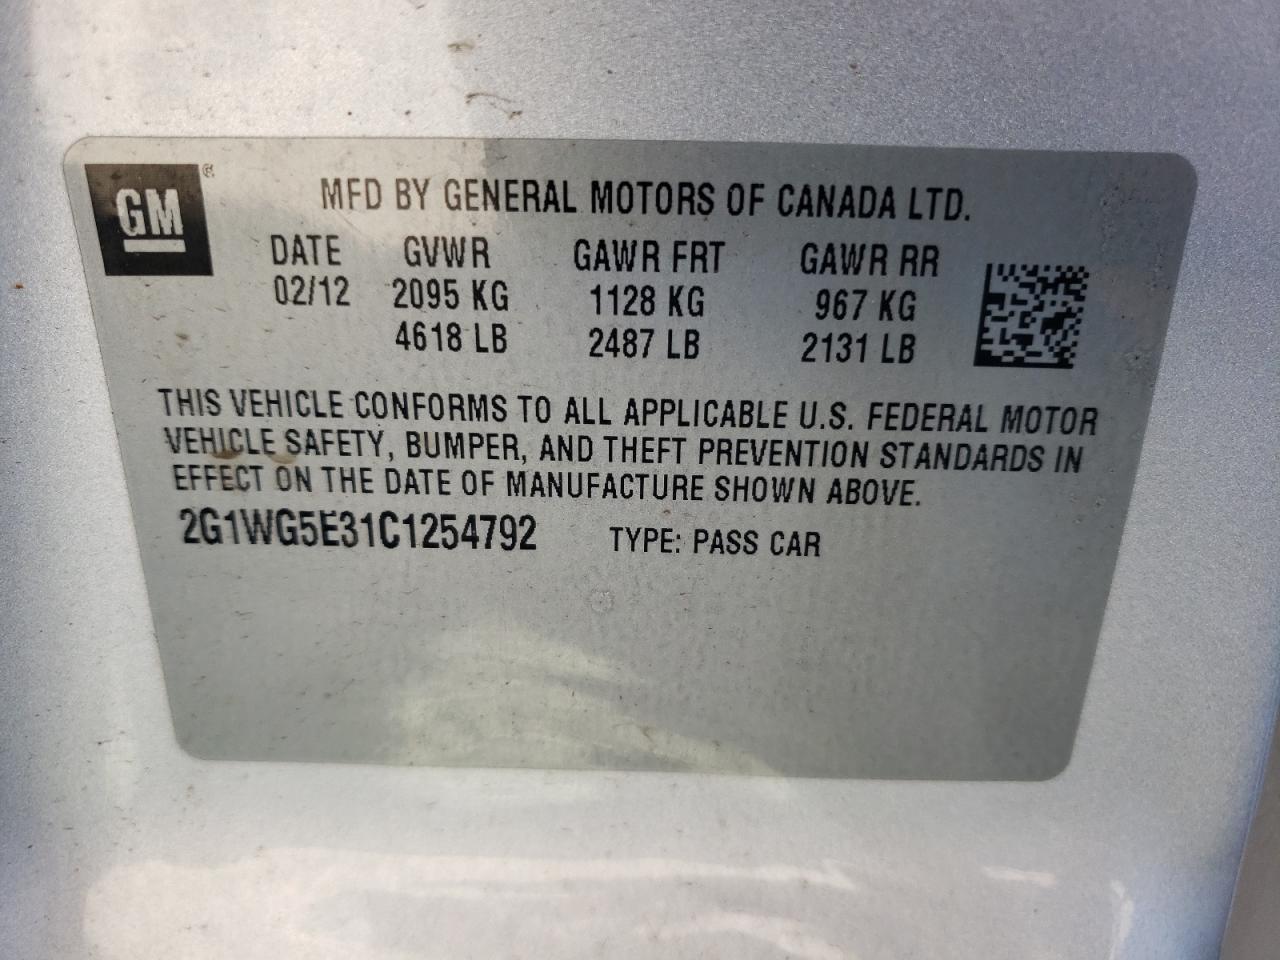 GM®
MFD BY GENERAL MOTORS OF CANADA LTD.
DATE GVWR GAWR FRT GAWR RR
02/12 2095 KG 1128 KG 967 KG
4618 LB 2487 LB 2131 LB
THIS VEHICLE CONFORMS TO ALL APPLICABLE U.S. FEDERAL MOTOR
VEHICLE SAFETY, BUMPER, AND THEFT PREVENTION STANDARDS IN
EFFECT ON THE DATE OF MANUFACTURE SHOWN ABOVE.
2G1WG5E31C1254792 TYPE: PASS CAR